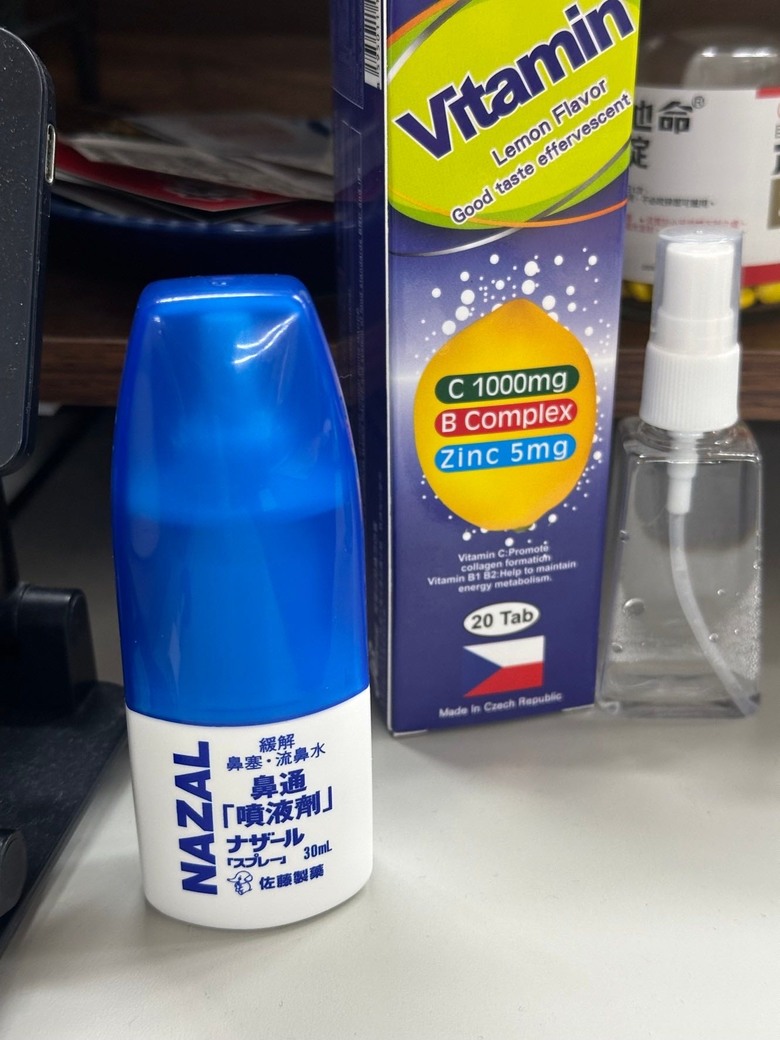 Vitamin
Lemon Flavor
Good taste effervescent
C 1000mg
B Complex
Zinc 5mg
Vitamin C:Promote
collagen formation
Vitamin B1 B2:Help to maintain
energy metabolism.
20 Tab
Made in Czech Republic
命®
錠
NAZAL
緩解
鼻塞・流鼻水
鼻通
「噴液劑」
ナザール
「スプレー」 30mL
佐藤製薬